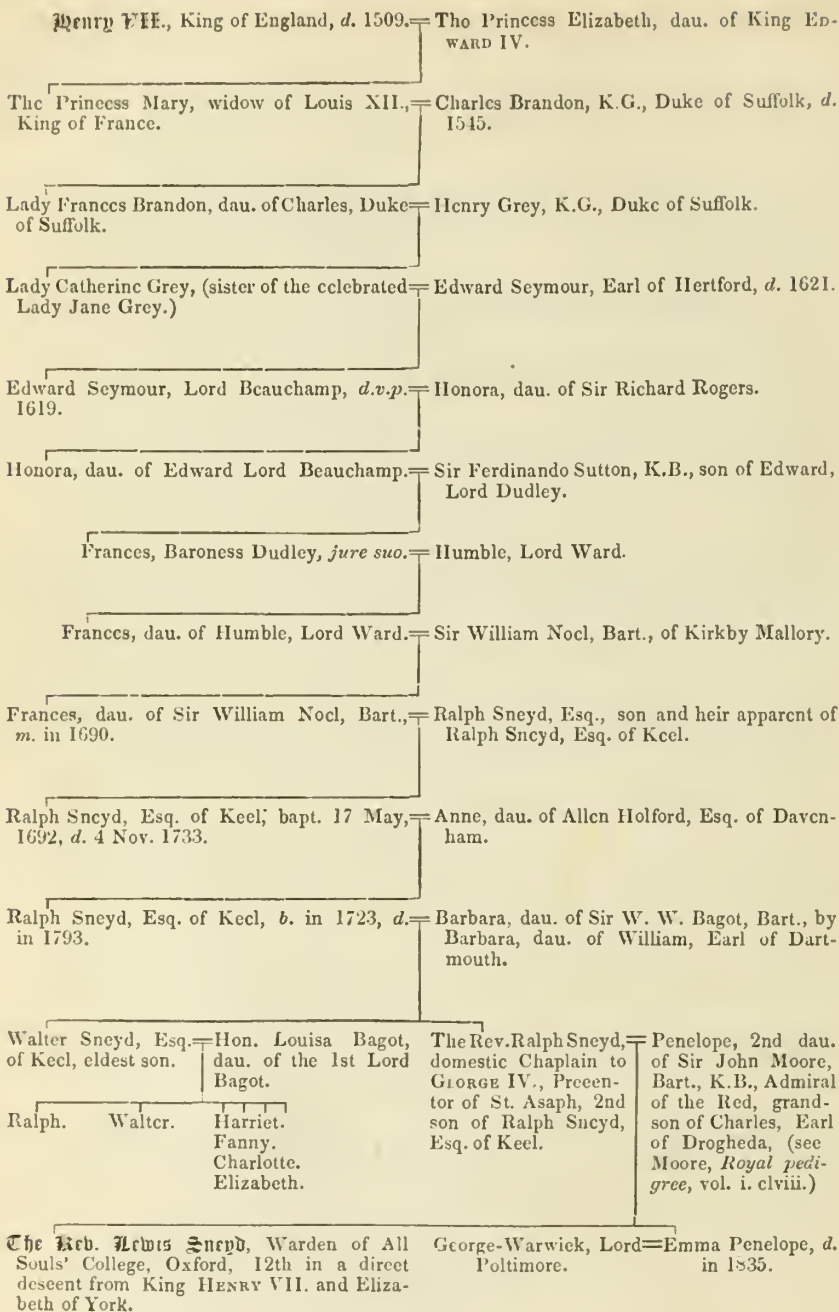 Henry VII., King of England, d. 1509.
The Princess Elizabeth, dau. of King ED-
WARD IV.
The Princess Mary, widow of Louis XII.,
King of France.
Charles Brandon, K.G., Duke of Suffolk, d.
1545.
Lady Frances Brandon, dau. of Charles, Duke
of Suffolk.
Henry Grey, K.G., Duke of Suffolk.
Lady Catherine Grey, (sister of the celebrated
Lady Jane Grey.)
Edward Seymour, Earl of Hertford, d. 1621.
Edward Seymour, Lord Beauchamp, d.v.p.
1619.
Honora, dau. of Sir Richard Rogers.
Honora, dau. of Edward Lord Beauchamp.
Sir Ferdinando Sutton, K.B., son of Edward,
Lord Dudley.
Frances, Baroness Dudley, jure suo.
Humble, Lord Ward.
Frances, dau. of Humble, Lord Ward.
Sir William Noel, Bart., of Kirkby Mallory.
Frances, dau. of Sir William Noel, Bart.,
m. in 1690.
Ralph Sneyd, Esq., son and heir apparent of
Ralph Sneyd, Esq. of Keel.
Ralph Sneyd, Esq. of Keel, bapt. 17 May,
1692, d. 4 Nov. 1733.
Anne, dau. of Allen Holford, Esq. of Daven-
ham.
Ralph Sneyd, Esq. of Keel, b. in 1723, d.
in 1793.
Barbara, dau. of Sir W. W. Bagot, Bart., by
Barbara, dau. of William, Earl of Dart-
mouth.
Walter Sneyd, Esq.
of Keel, eldest son.
Hon. Louisa Bagot,
dau. of the 1st Lord
Bagot.
The Rev. Ralph Sneyd,
domestic Chaplain to
GEORGE IV., Precen-
tor of St. Asaph, 2nd
son of Ralph Sneyd,
Esq. of Keel.
Penelope, 2nd dau.
of Sir John Moore,
Bart., K.B., Admiral
of the Red, grand-
son of Charles, Earl
of Drogheda, (see
Moore, Royal pedi-
gree, vol. i. clviii.)
Ralph. Walter. Harriet.
Fanny.
Charlotte.
Elizabeth.
The Rev. Lewis Sneyd, Warden of All
Souls' College, Oxford, 12th in a direct
descent from King HENRY VII. and Eliza-
beth of York.
George-Warwick, Lord
Poltimore.
Emma Penelope, d.
in 1835.